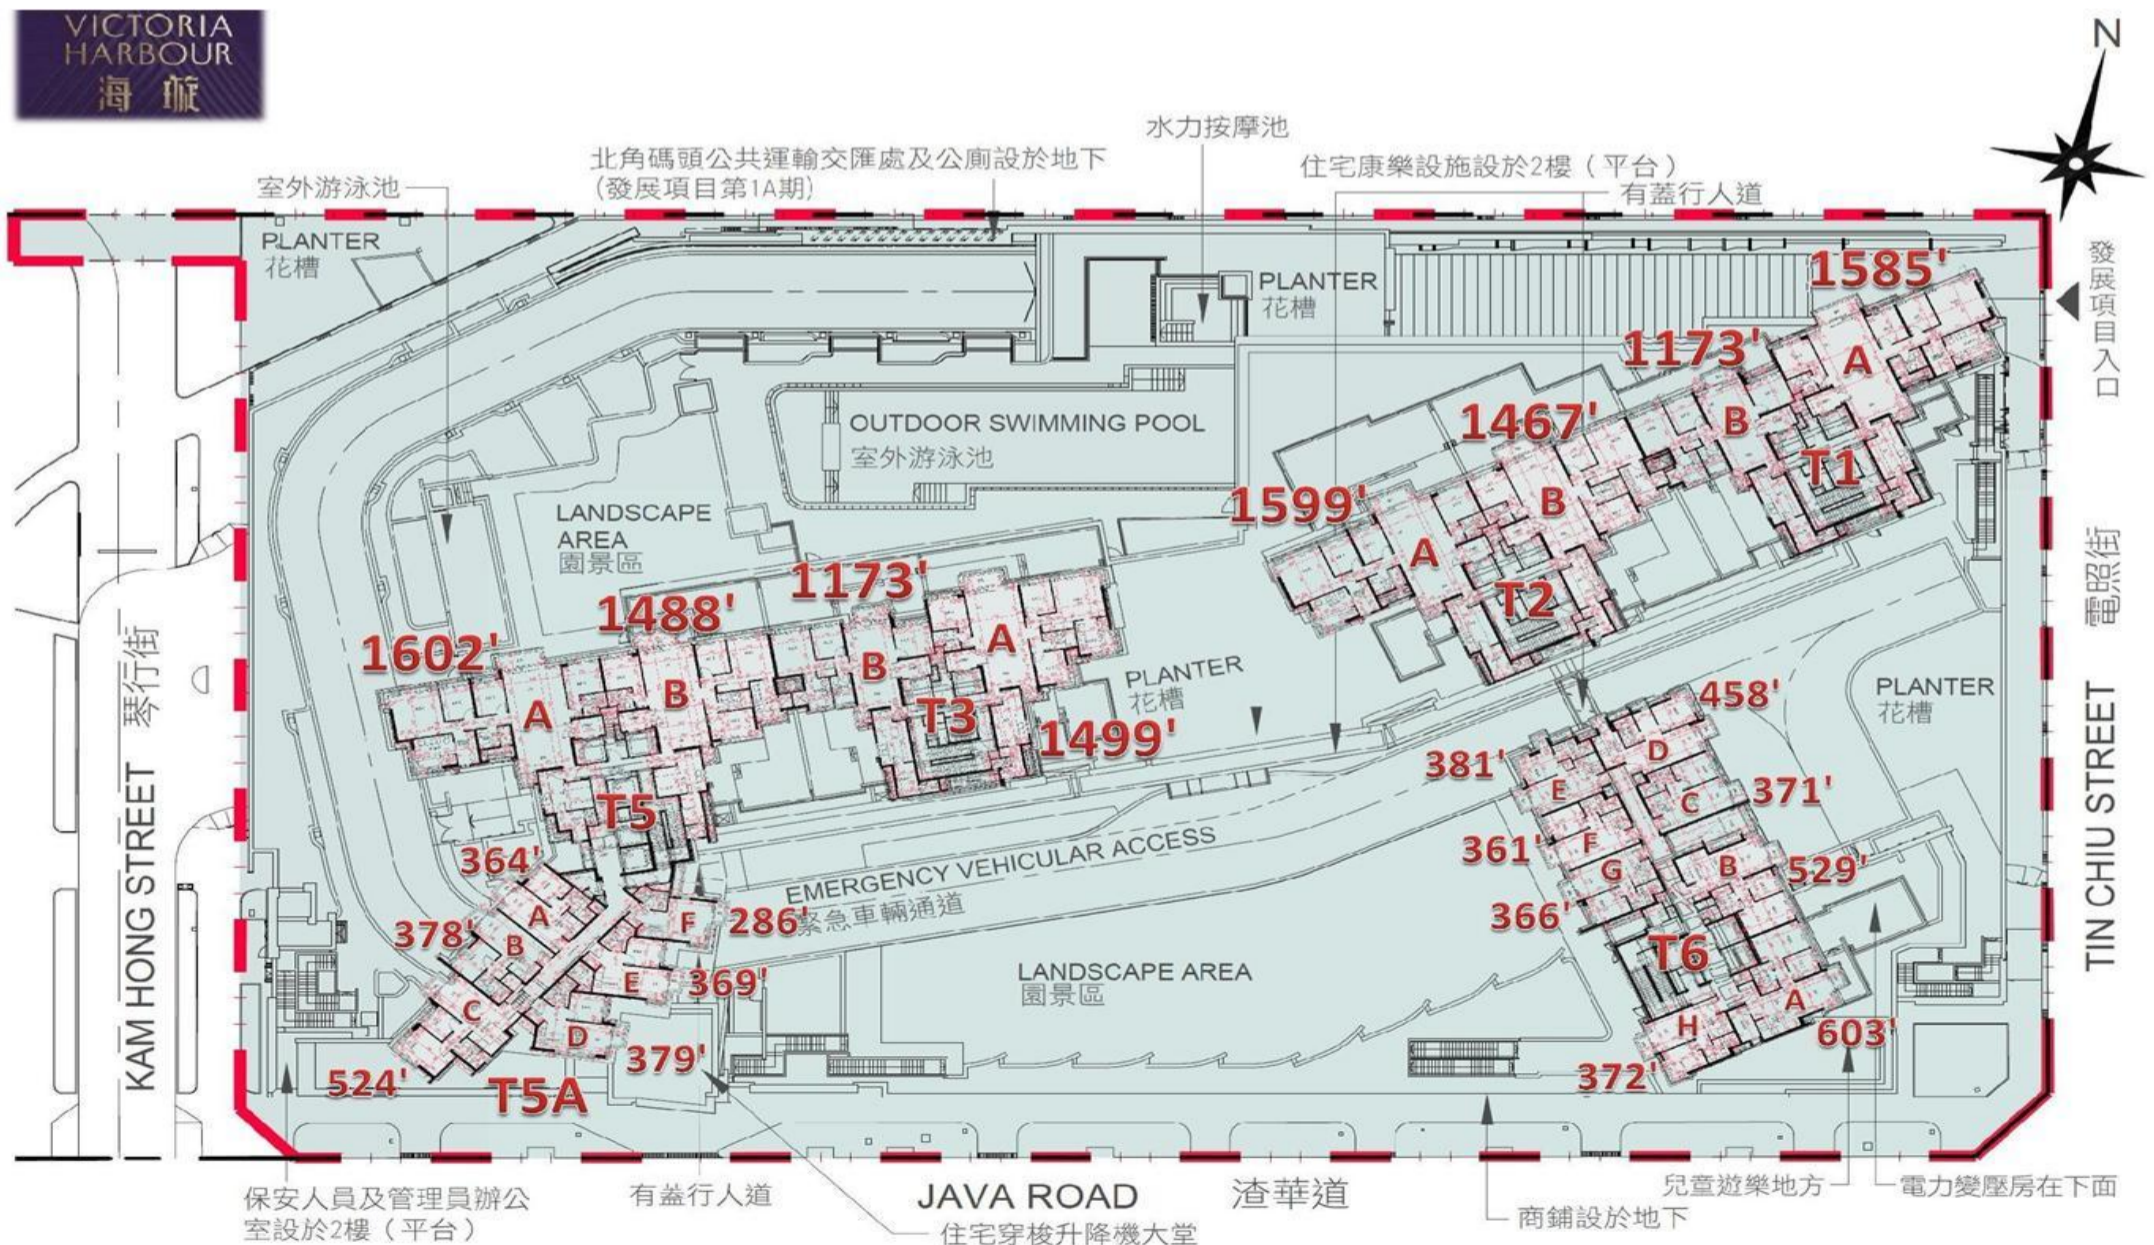 VICTORIA
HARBOUR
海璇
N
水力按摩池
北角碼頭公共運輸交匯處及公廁設於地下
(發展項目第1A期)
住宅康樂設施設於2樓（平台）
室外游泳池
有蓋行人道
PLANTER
花槽
PLANTER
花槽
發展項目入口
1585'
1173'
A
OUTDOOR SWIMMING POOL
室外游泳池
1467'
B
T1
1599'
B
A
T2
LANDSCAPE
AREA
園景區
電照街
TIN CHIU STREET
1173'
1488'
1602'
A
B
B
A
T3
1499'
PLANTER
花槽
PLANTER
花槽
琴行街
KAM HONG STREET
T5
458'
381'
D
E
C
371'
361'
F
G
B
529'
366'
T6
A
H
603'
372'
EMERGENCY VEHICULAR ACCESS
緊急車輛通道
364'
A
378'
B
F
286'
E
369'
C
D
379'
524'
T5A
LANDSCAPE AREA
園景區
保安人員及管理員辦公
室設於2樓（平台）
有蓋行人道
JAVA ROAD 渣華道
住宅穿梭升降機大堂
商鋪設於地下
兒童遊樂地方
電力變壓房在下面